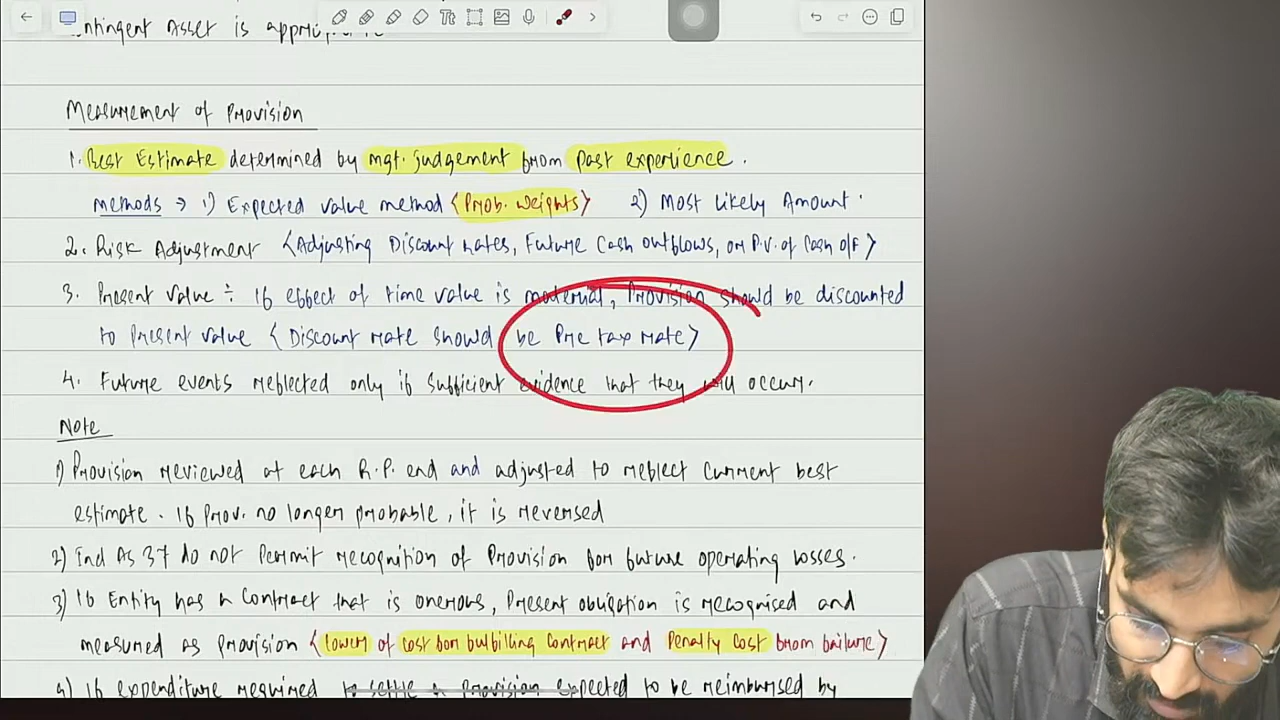 Contingent Asset is appropriate
Measurement of Provision
1. Best Estimate determined by mgt. judgement from past experience.
Methods → 1) Expected Value method <Prob. weights> 2) Most Likely Amount.
2. Risk Adjustment <Adjusting Discount rates, Future Cash outflows, or P.V. of Cash o/f>
3. Present Value ÷ If effect of time value is material, Provision should be discounted
to Present Value <Discount rate should be Pre tax rate>
4. Future events reflected only if sufficient evidence that they will occur.
Note
1) Provision reviewed at each R.P. end and adjusted to reflect current best
estimate. If Prov. no longer probable, it is reversed
2) Ind As 37 do not Permit recognition of Provision for future operating losses.
3) If Entity has a Contract that is onerous, Present obligation is recognised and
measured as Provision <lower of cost for fulfilling contract and Penalty cost from failure>
4) If expenditure required to settle a Provision expected to be reimbursed by